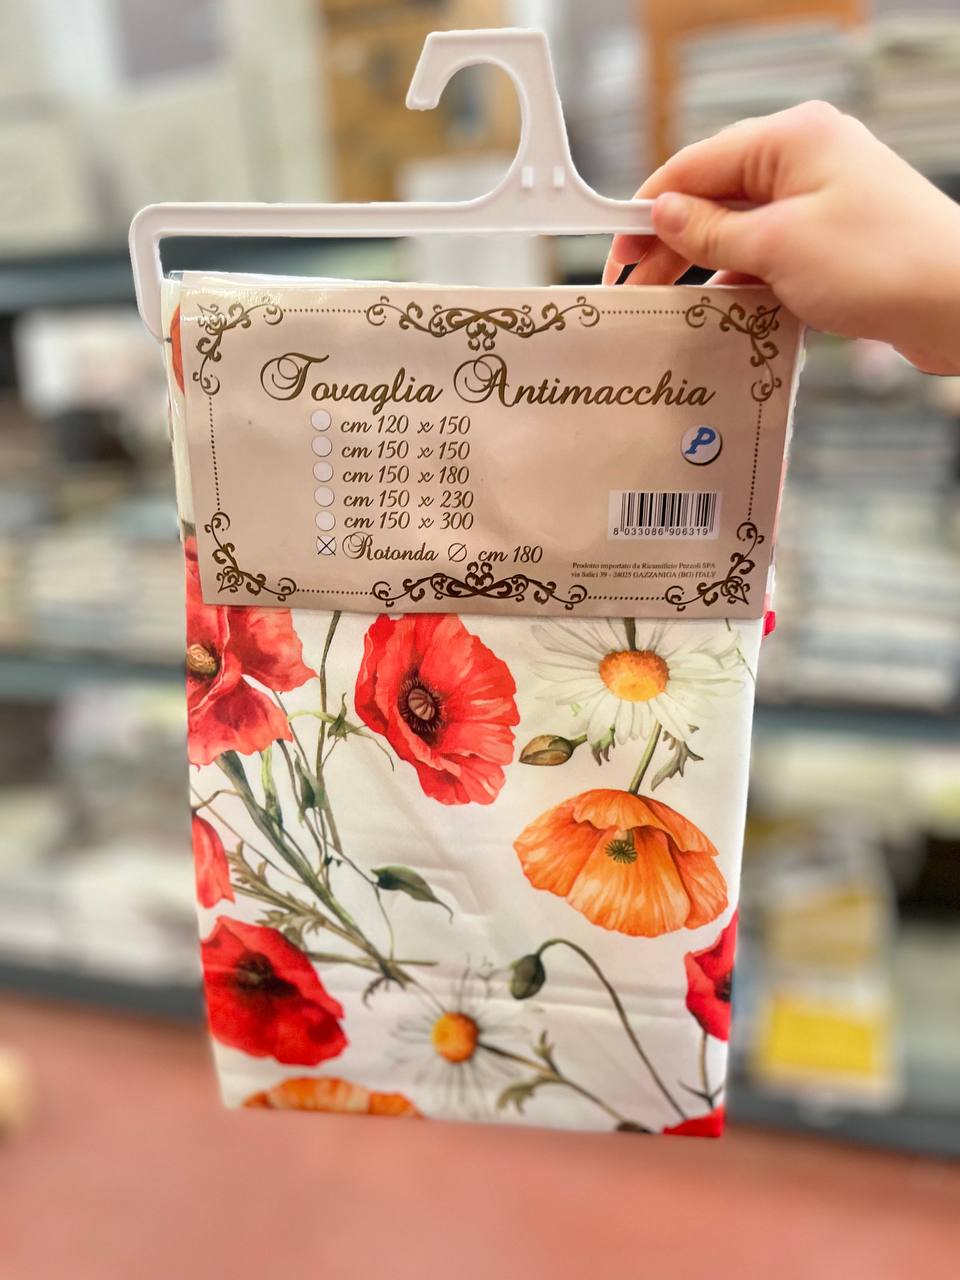 Tovaglia Antimacchia
cm 120 x 150
cm 150 x 150
cm 150 x 180
cm 150 x 230
cm 150 x 300
Rotonda ∅ cm 180
P
8 033086 906319
Prodotto importato da Ricamificio Pezzoli SPA
via Salici 39 - 24025 GAZZANIGA (BG) ITALY